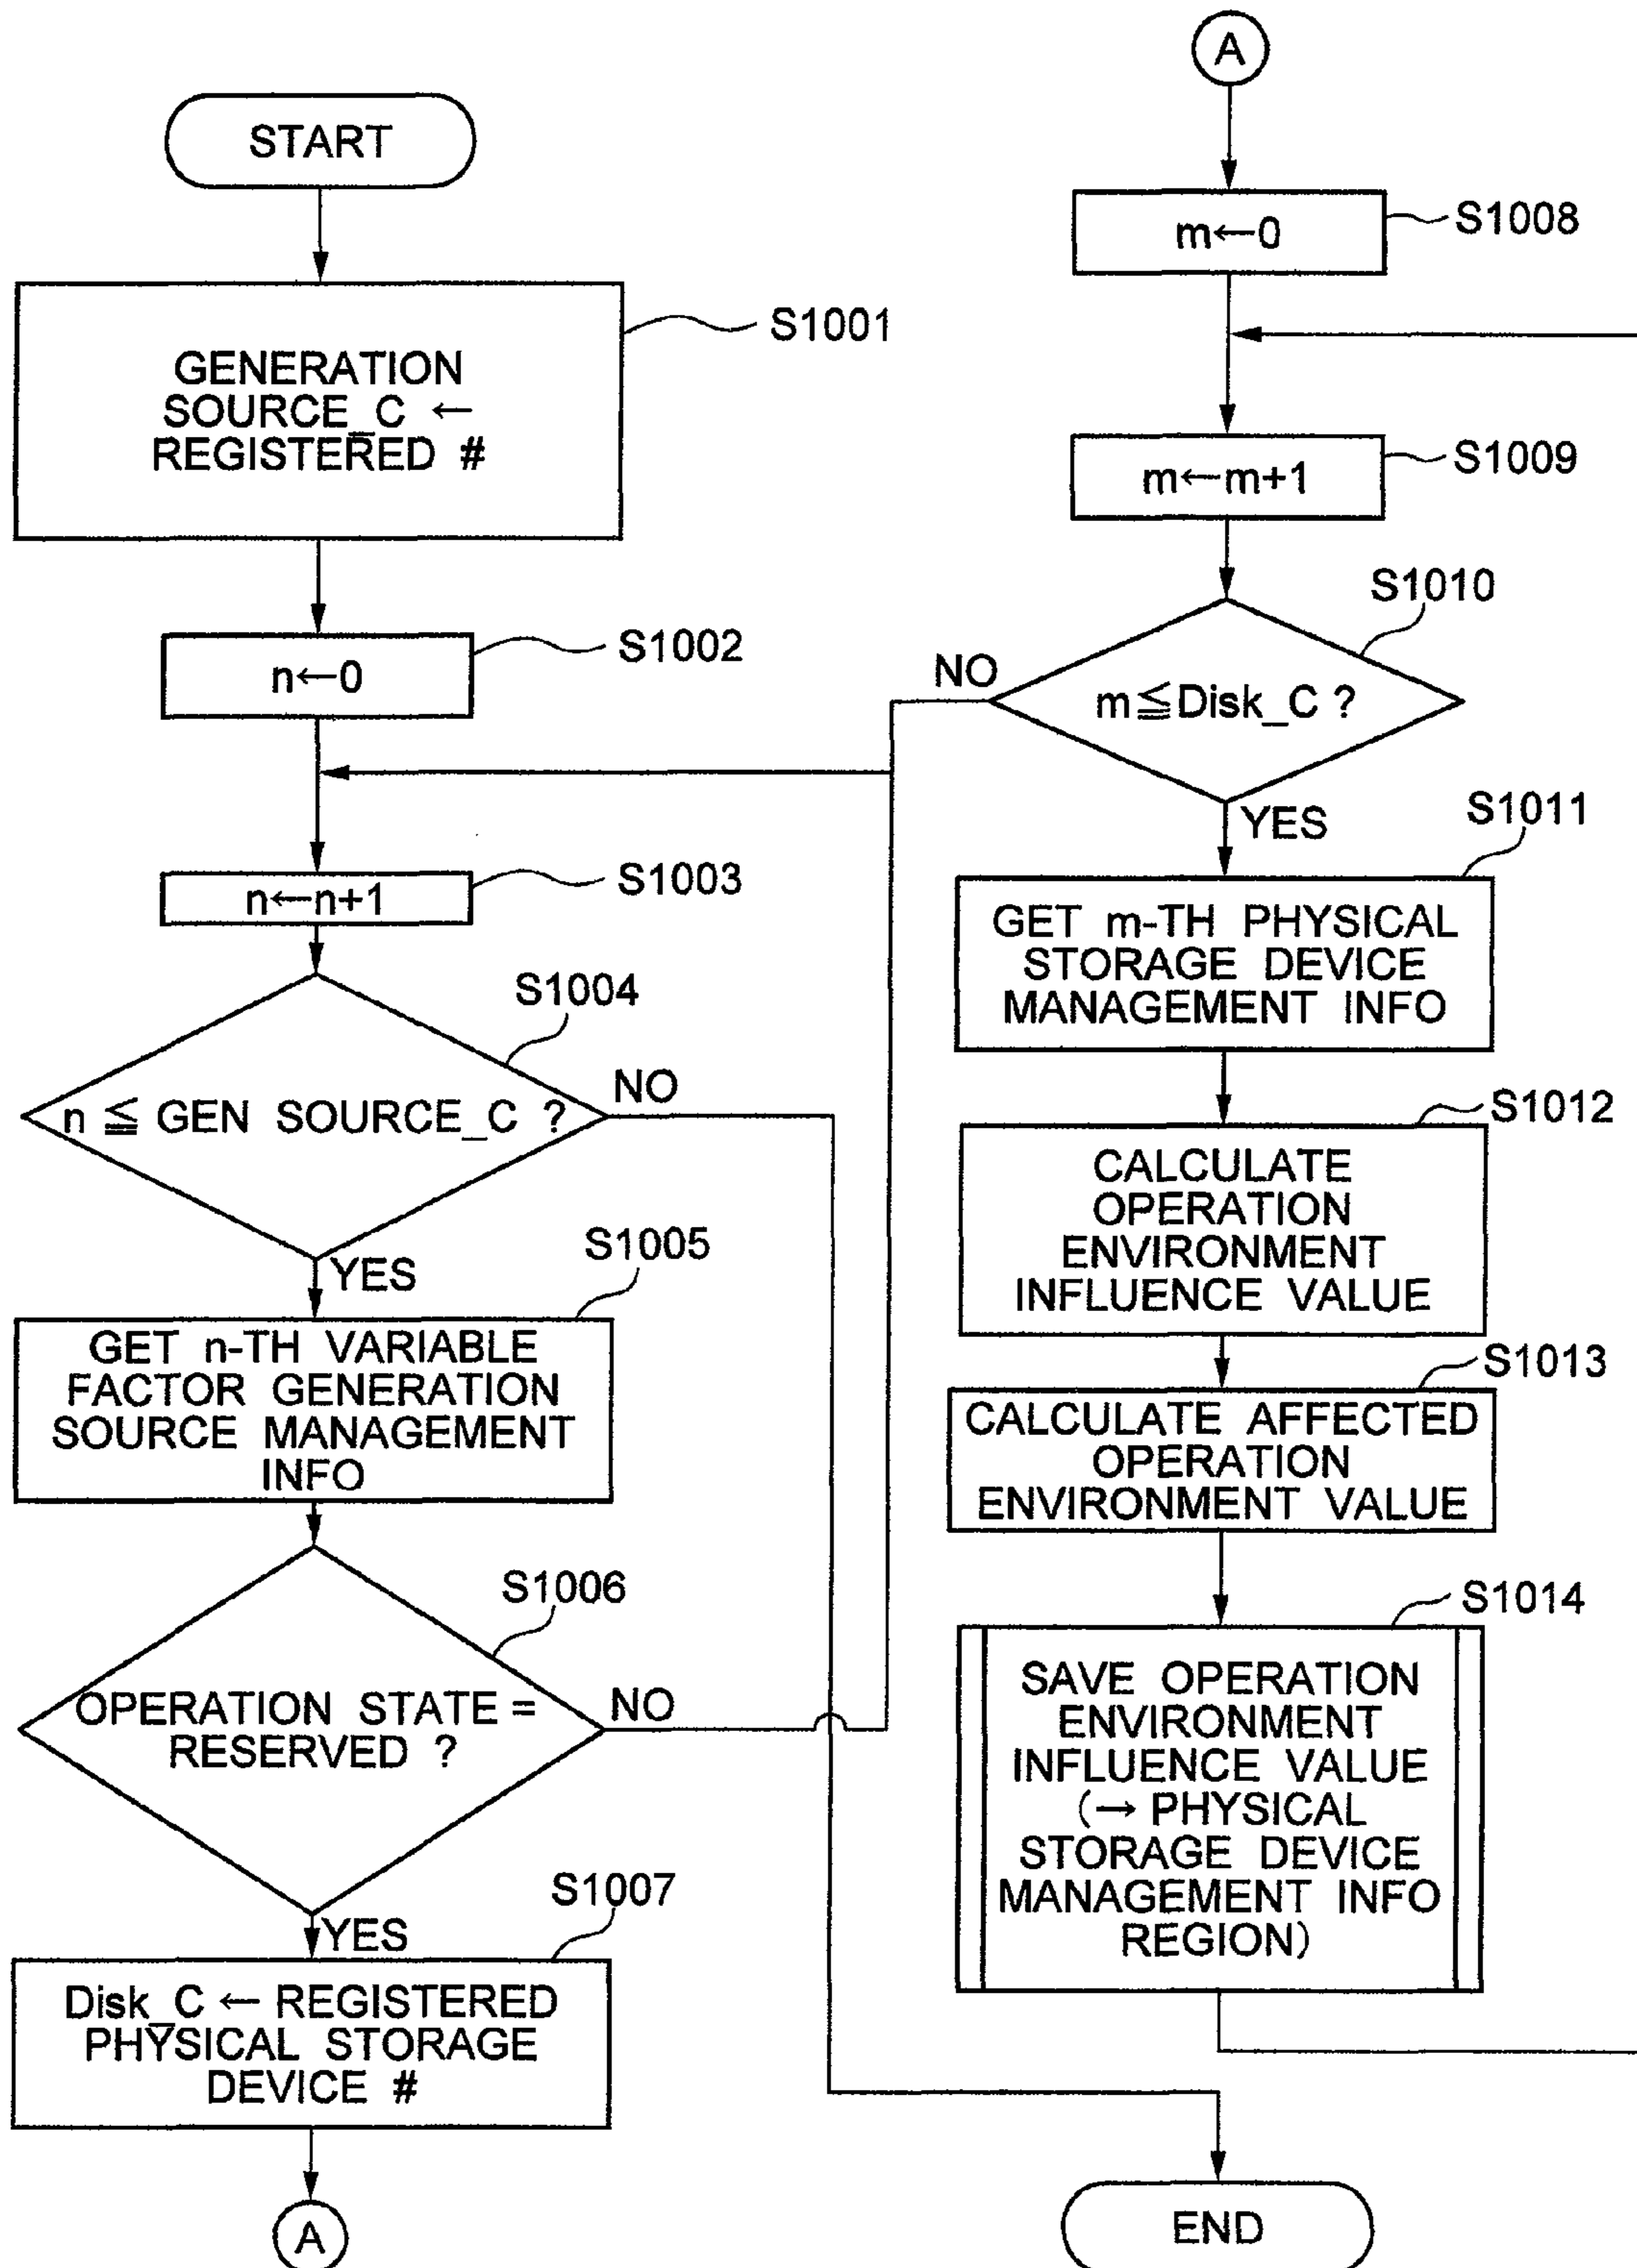 START
GENERATION
SOURCE_C ←
REGISTERED #
S1001
n←0
S1002
n←n+1
S1003
n ≦ GEN SOURCE_C ?
S1004
NO
YES
GET n-TH VARIABLE
FACTOR GENERATION
SOURCE MANAGEMENT
INFO
S1005
OPERATION STATE =
RESERVED ?
S1006
NO
YES
Disk_C ← REGISTERED
PHYSICAL STORAGE
DEVICE #
S1007
A
A
m←0
S1008
m←m+1
S1009
m≦Disk_C ?
S1010
NO
YES
GET m-TH PHYSICAL
STORAGE DEVICE
MANAGEMENT INFO
S1011
CALCULATE
OPERATION
ENVIRONMENT
INFLUENCE VALUE
S1012
CALCULATE AFFECTED
OPERATION
ENVIRONMENT VALUE
S1013
SAVE OPERATION
ENVIRONMENT
INFLUENCE VALUE
(→ PHYSICAL
STORAGE DEVICE
MANAGEMENT INFO
REGION)
S1014
END